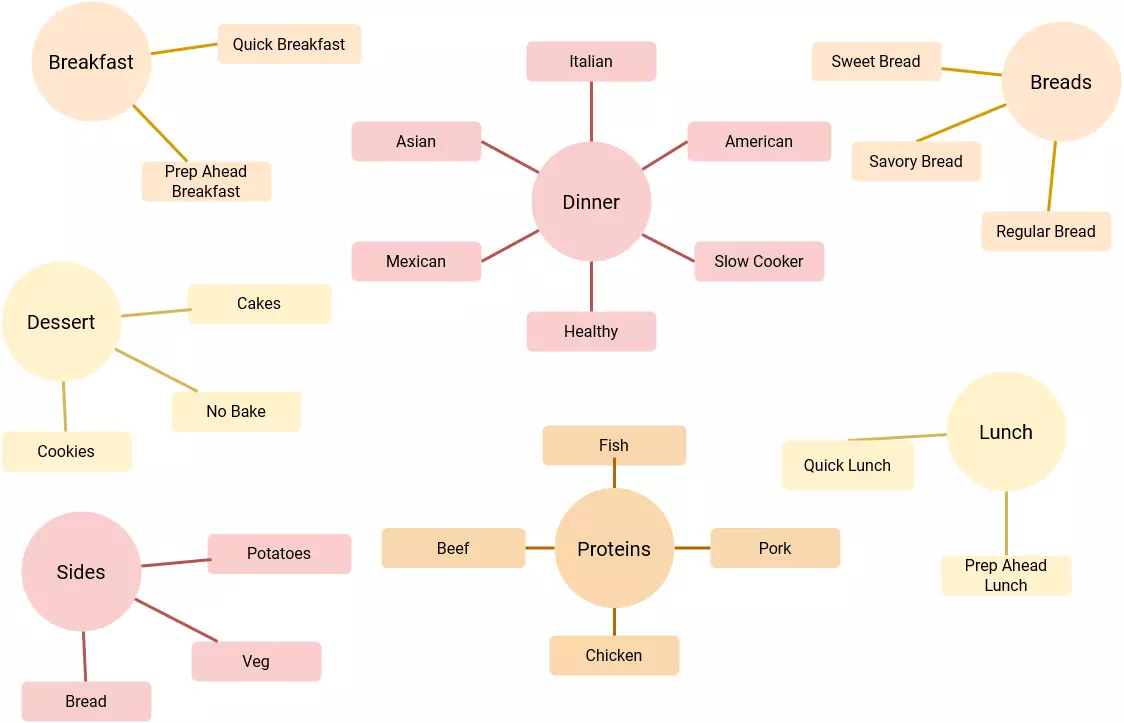 Breakfast
Quick Breakfast
Prep Ahead
Breakfast
Italian
Asian
American
Dinner
Mexican
Slow Cooker
Healthy
Sweet Bread
Breads
Savory Bread
Regular Bread
Dessert
Cakes
No Bake
Cookies
Fish
Beef
Proteins
Pork
Chicken
Lunch
Quick Lunch
Prep Ahead
Lunch
Sides
Potatoes
Veg
Bread